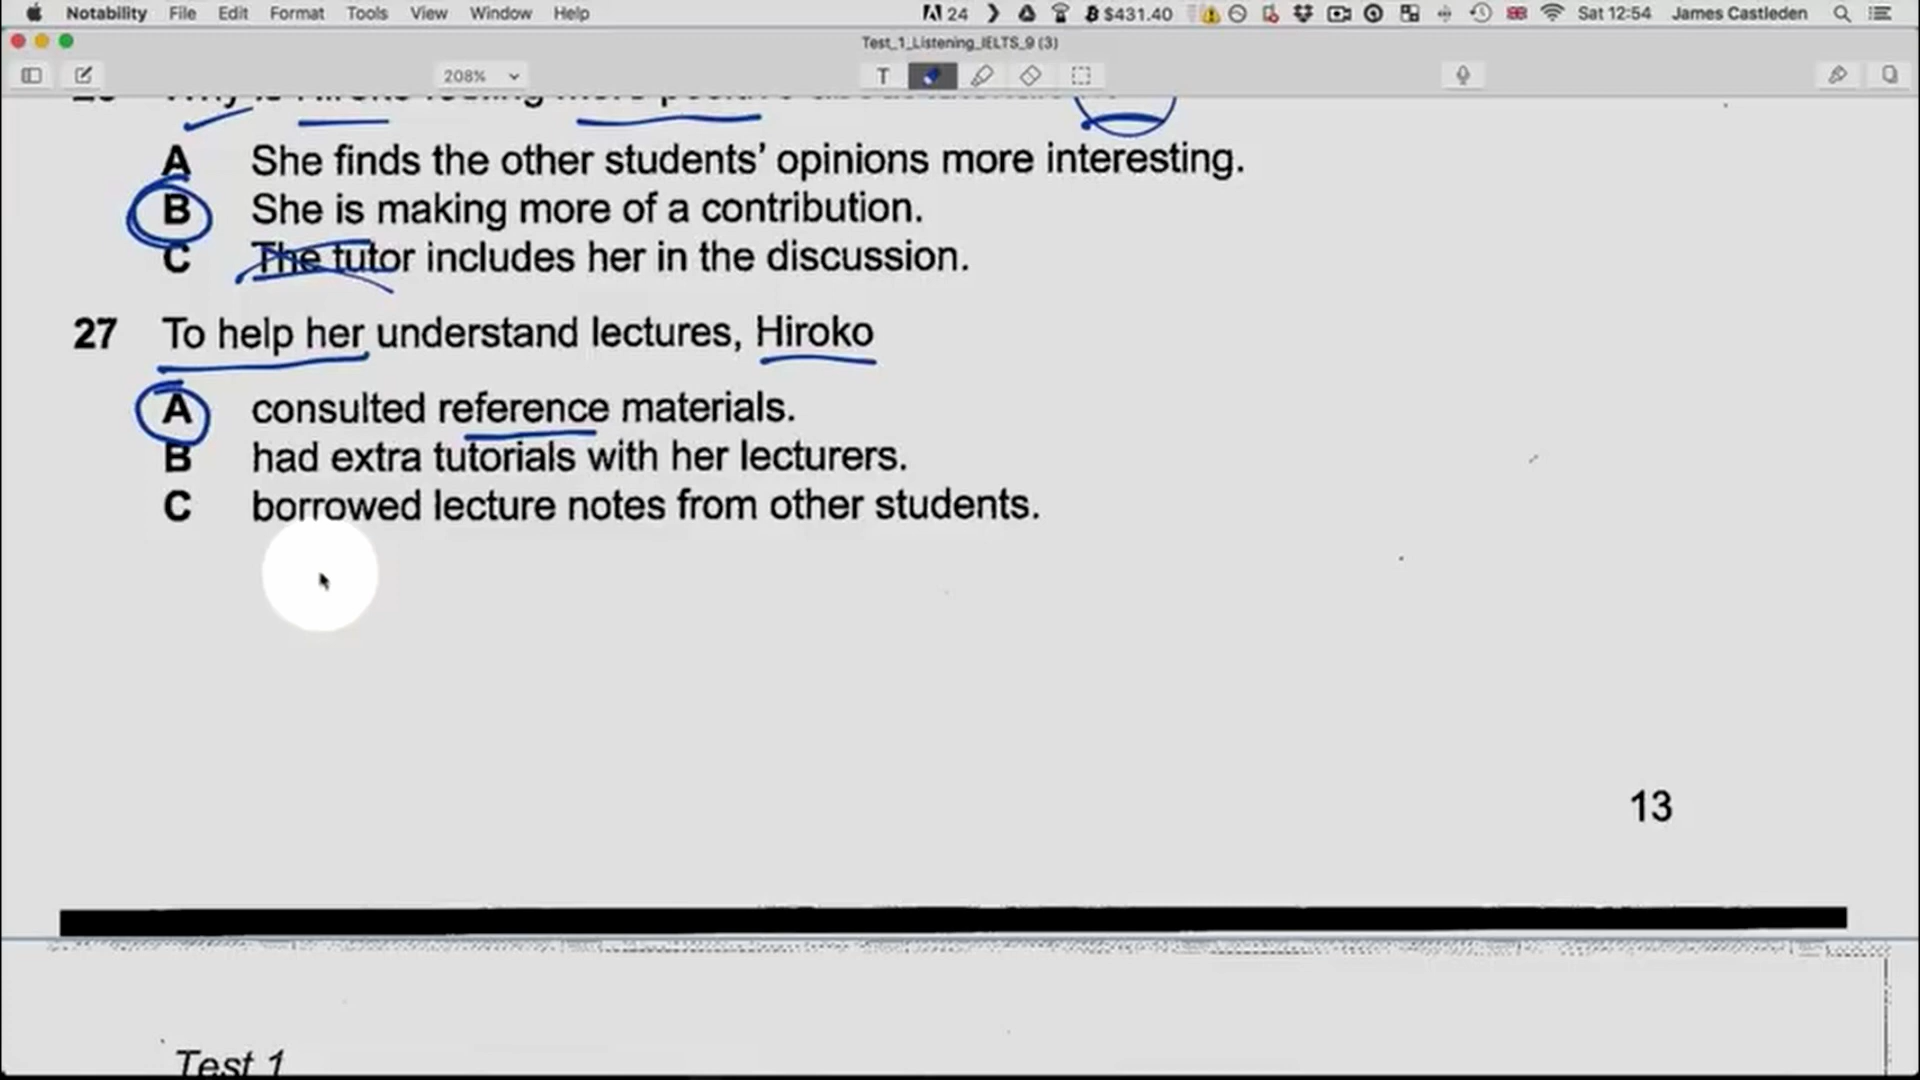 Notability File Edit Format Tools View Window Help 24 $431.40 Sat 12:54 James Castleden
Test_1_Listening_IELTS_9 (3)
208% T
A She finds the other students' opinions more interesting.
B She is making more of a contribution.
C The tutor includes her in the discussion.
27 To help her understand lectures, Hiroko
A consulted reference materials.
B had extra tutorials with her lecturers.
C borrowed lecture notes from other students.
13
Test 1